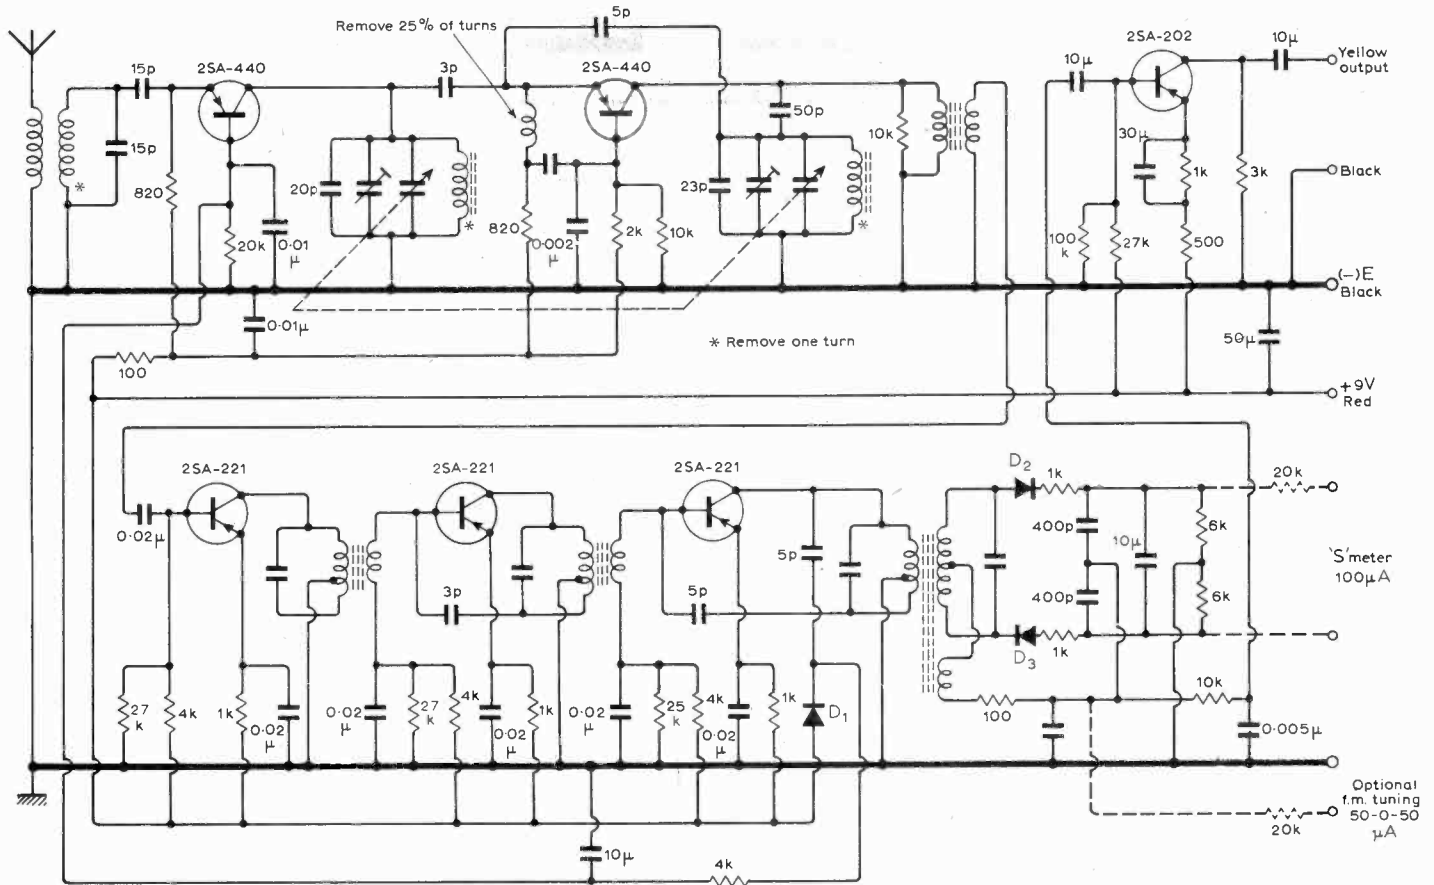 5p
Remove 25% of turns
15p
2SA-440
3p
2SA-440
10μ
2SA-202
10μ
Yellow
output
15p
50p
10k
30μ
820
20p
*
23p
1k
3k
Black
*
820
0·002
μ
2k
10k
*
20k
0·01
μ
100
k
27k
500
(-)E
Black
0·01μ
* Remove one turn
50μ
100
+9V
Red
2SA-221
2SA-221
2SA-221
D2
1k
20k
0·02μ
400p
10μ
6k
5p
'S'meter
100μA
3p
5p
400p
6k
D3
1k
27
k
4k
1k
0·02
μ
0·02
μ
27
k
4k
0·02
μ
1k
0·02
μ
25
k
4k
0·02
μ
1k
D1
100
10k
0·005μ
Optional
f.m. tuning
50-0-50
μA
20k
10μ
4k